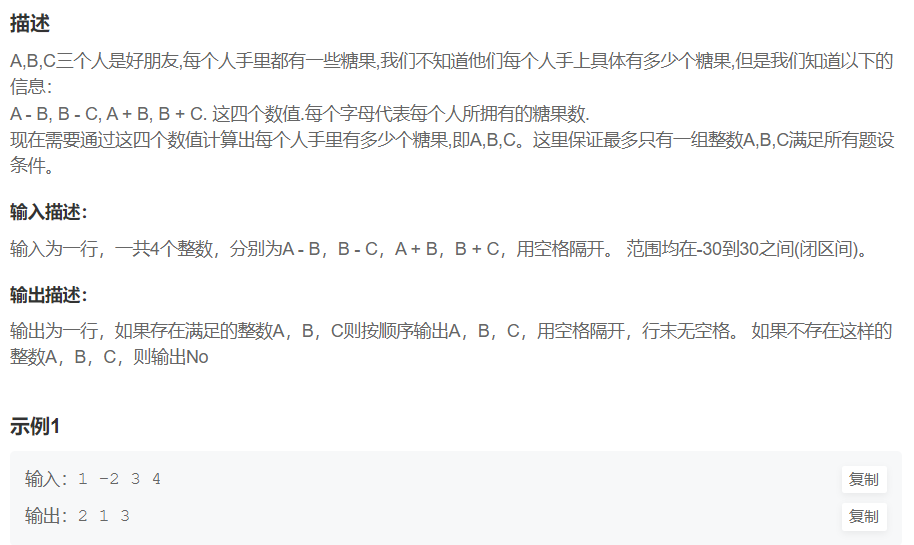 描述
A,B,C三个人是好朋友,每个人手里都有一些糖果,我们不知道他们每个人手上具体有多少个糖果,但是我们知道以下的
信息：
A - B, B - C, A + B, B + C. 这四个数值.每个字母代表每个人所拥有的糖果数.
现在需要通过这四个数值计算出每个人手里有多少个糖果,即A,B,C。这里保证最多只有一组整数A,B,C满足所有题设
条件。
输入描述：
输入为一行，一共4个整数，分别为A - B，B - C，A + B，B + C，用空格隔开。 范围均在-30到30之间(闭区间)。
输出描述：
输出为一行，如果存在满足的整数A，B，C则按顺序输出A，B，C，用空格隔开，行末无空格。 如果不存在这样的
整数A，B，C，则输出No
示例1
输入：1 -2 3 4 复制
输出：2 1 3 复制